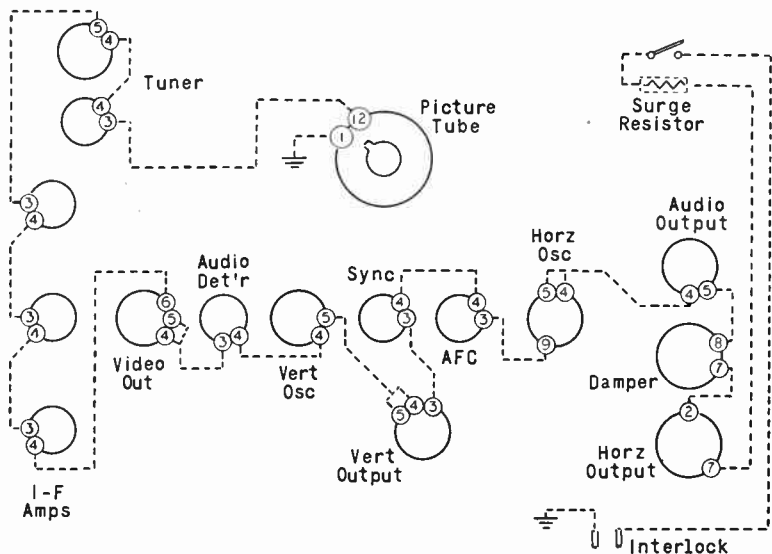 5
4
Tuner
4
3
12
1
Picture
Tube
Surge
Resistor
3
4
Audio
Output
4
5
Horz
Osc
5
4
9
Sync
4
3
4
3
AFC
Audio
Det'r
3
4
5
4
Vert
Osc
6
5
4
Video
Out
3
4
8
7
Damper
5
4
3
Vert
Output
2
7
Horz
Output
3
4
I-F
Amps
Interlock